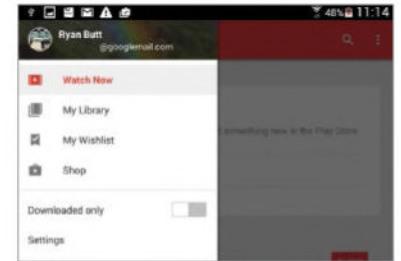 48% 11:14
Ryan Butt
@googlemail.com
Watch Now
My Library
My Wishlist
something new in the Play Store
Shop
Downloaded only
Settings